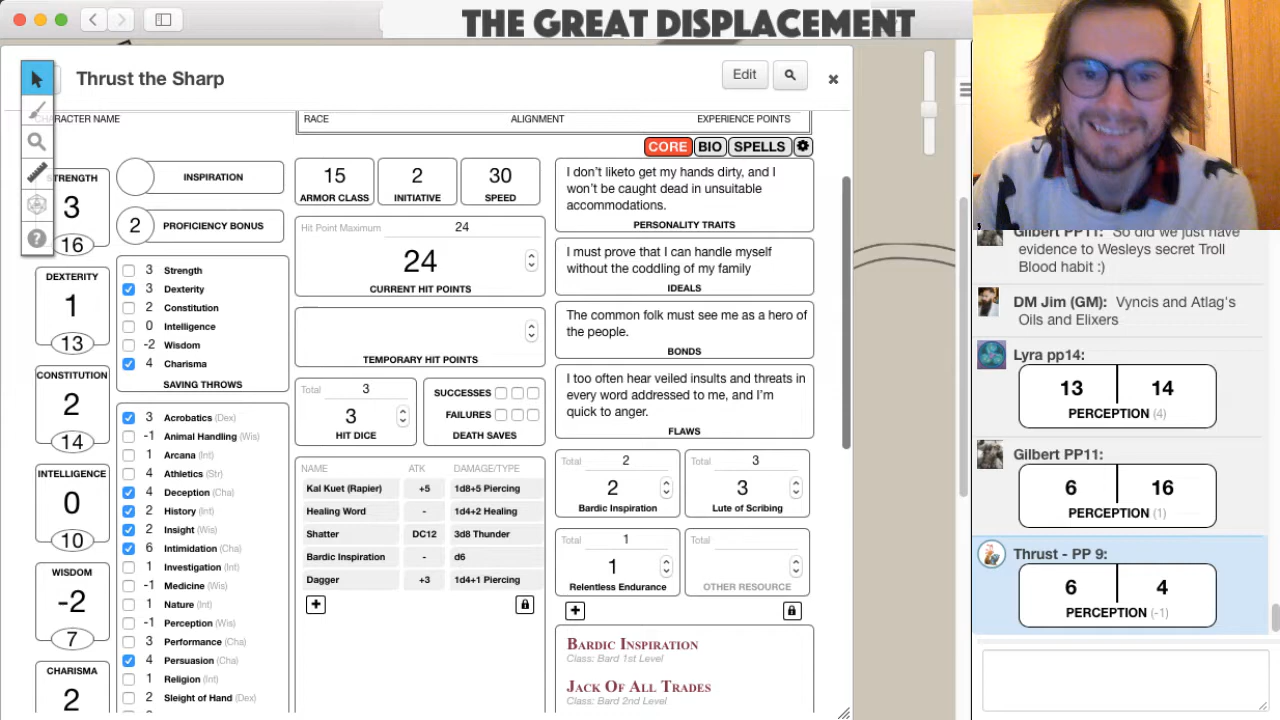 THE GREAT DISPLACEMENT
Thrust the Sharp
Edit
CHARACTER NAME
RACE
ALIGNMENT
EXPERIENCE POINTS
CORE
BIO
SPELLS
STRENGTH
3
16
DEXTERITY
1
13
CONSTITUTION
2
14
INTELLIGENCE
0
10
WISDOM
-2
7
CHARISMA
2
INSPIRATION
2 PROFICIENCY BONUS
3 Strength
3 Dexterity
2 Constitution
0 Intelligence
-2 Wisdom
4 Charisma
SAVING THROWS
3 Acrobatics (Dex)
-1 Animal Handling (Wis)
1 Arcana (Int)
4 Athletics (Str)
4 Deception (Cha)
2 History (Int)
2 Insight (Wis)
6 Intimidation (Cha)
1 Investigation (Int)
-1 Medicine (Wis)
1 Nature (Int)
-1 Perception (Wis)
3 Performance (Cha)
4 Persuasion (Cha)
1 Religion (Int)
2 Sleight of Hand (Dex)
15
ARMOR CLASS
2
INITIATIVE
30
SPEED
Hit Point Maximum 24
24
CURRENT HIT POINTS
TEMPORARY HIT POINTS
Total 3
3
HIT DICE
SUCCESSES
FAILURES
DEATH SAVES
NAME ATK DAMAGE/TYPE
Kal Kuet (Rapier) +5 1d8+5 Piercing
Healing Word - 1d4+2 Healing
Shatter DC12 3d8 Thunder
Bardic Inspiration - d6
Dagger +3 1d4+1 Piercing
I don't liketo get my hands dirty, and I
won't be caught dead in unsuitable
accommodations.
PERSONALITY TRAITS
I must prove that I can handle myself
without the coddling of my family
IDEALS
The common folk must see me as a hero of
the people.
BONDS
I too often hear veiled insults and threats in
every word addressed to me, and I'm
quick to anger.
FLAWS
Total 2
2
Bardic Inspiration
Total 3
3
Lute of Scribing
Total 1
1
Relentless Endurance
Total
OTHER RESOURCE
BARDIC INSPIRATION
Class: Bard 1st Level
JACK OF ALL TRADES
Class: Bard 2nd Level
Gilbert PP11: So did we just have
evidence to Wesleys secret Troll
Blood habit :)
DM Jim (GM): Vyncis and Atlag's
Oils and Elixers
Lyra pp14:
13 14
PERCEPTION (4)
Gilbert PP11:
6 16
PERCEPTION (1)
Thrust - PP 9:
6 4
PERCEPTION (-1)